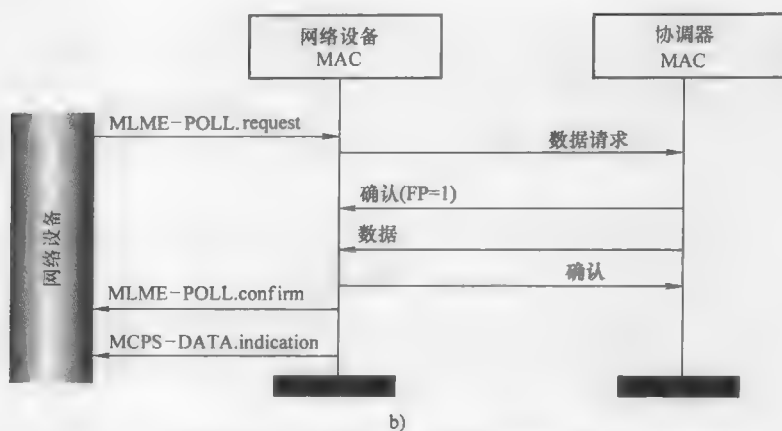 网络设备
MAC
协调器
MAC
MLME-POLL.request
数据请求
确认(FP=1)
数据
确认
MLME-POLL.confirm
MCPS-DATA.indication
网络设备
b)